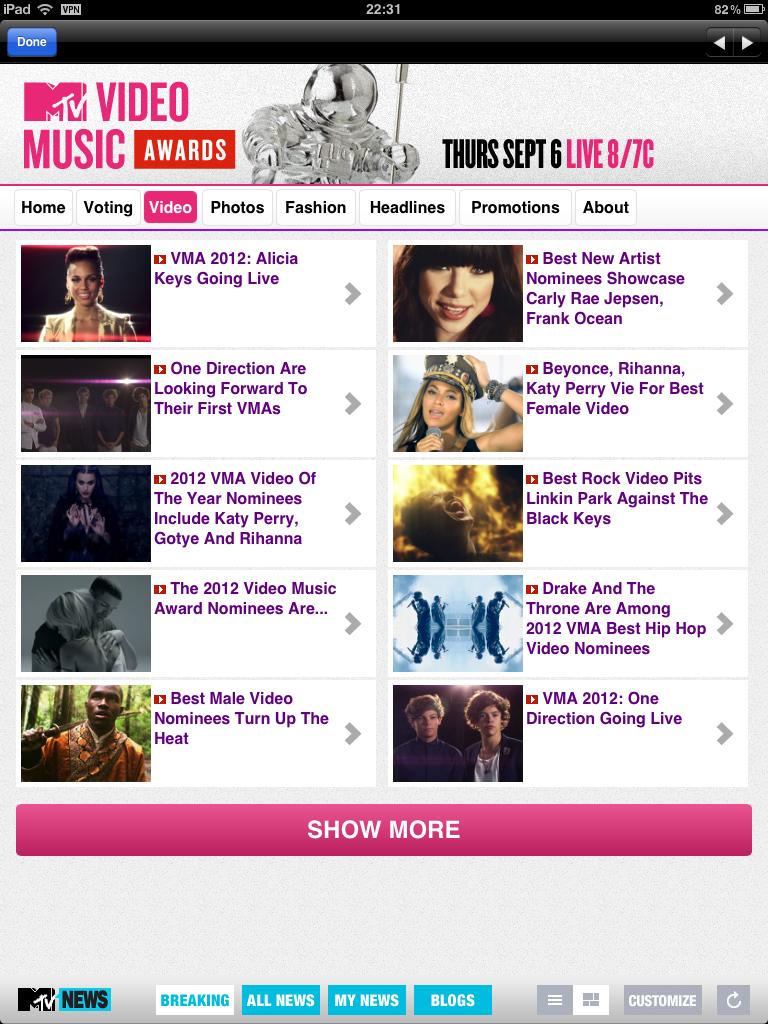 iPad VPN 22:31 82%
Done
MTV VIDEO
MUSIC AWARDS
THURS SEPT 6 LIVE 8/7C
Home Voting Video Photos Fashion Headlines Promotions About
VMA 2012: Alicia
Keys Going Live
Best New Artist
Nominees Showcase
Carly Rae Jepsen,
Frank Ocean
One Direction Are
Looking Forward To
Their First VMAs
Beyonce, Rihanna,
Katy Perry Vie For Best
Female Video
2012 VMA Video Of
The Year Nominees
Include Katy Perry,
Gotye And Rihanna
Best Rock Video Pits
Linkin Park Against The
Black Keys
The 2012 Video Music
Award Nominees Are...
Drake And The
Throne Are Among
2012 VMA Best Hip Hop
Video Nominees
Best Male Video
Nominees Turn Up The
Heat
VMA 2012: One
Direction Going Live
SHOW MORE
MTV NEWS BREAKING ALL NEWS MY NEWS BLOGS CUSTOMIZE